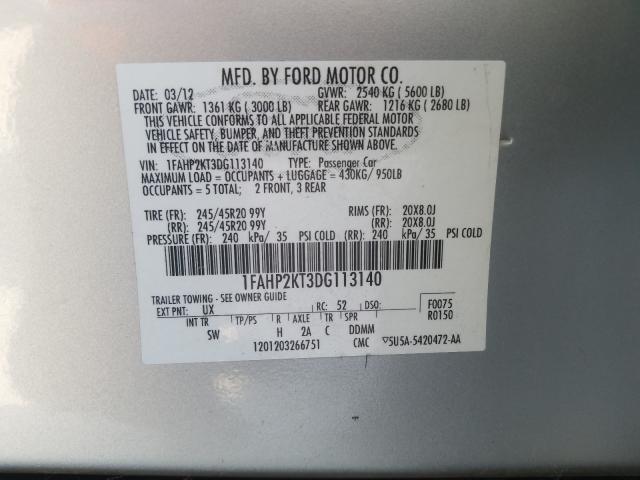 MFD. BY FORD MOTOR CO.
DATE: 03/12 GVWR: 2540 KG ( 5600 LB)
FRONT GAWR: 1361 KG ( 3000 LB) REAR GAWR: 1216 KG ( 2680 LB)
THIS VEHICLE CONFORMS TO ALL APPLICABLE FEDERAL MOTOR
VEHICLE SAFETY, BUMPER, AND THEFT PREVENTION STANDARDS
IN EFFECT ON THE DATE OF MANUFACTURE SHOWN ABOVE.
VIN: 1FAHP2KT3DG113140 TYPE: Passenger Car
MAXIMUM LOAD = OCCUPANTS + LUGGAGE = 430KG/ 950LB
OCCUPANTS = 5 TOTAL; 2 FRONT, 3 REAR
TIRE (FR): 245/45R20 99Y RIMS (FR): 20X8.0J
(RR): 245/45R20 99Y (RR): 20X8.0J
PRESSURE (FR): 240 kPa/ 35 PSI COLD (RR): 240 kPa/ 35 PSI COLD
1FAHP2KT3DG113140
TRAILER TOWING - SEE OWNER GUIDE F0075
EXT PNT: UX RC: 52 DSO: R0150
INT TR TP/PS R AXLE TR SPR
SW H 2A C DDMM
1201203266751 CMC ▽5U5A-5420472-AA